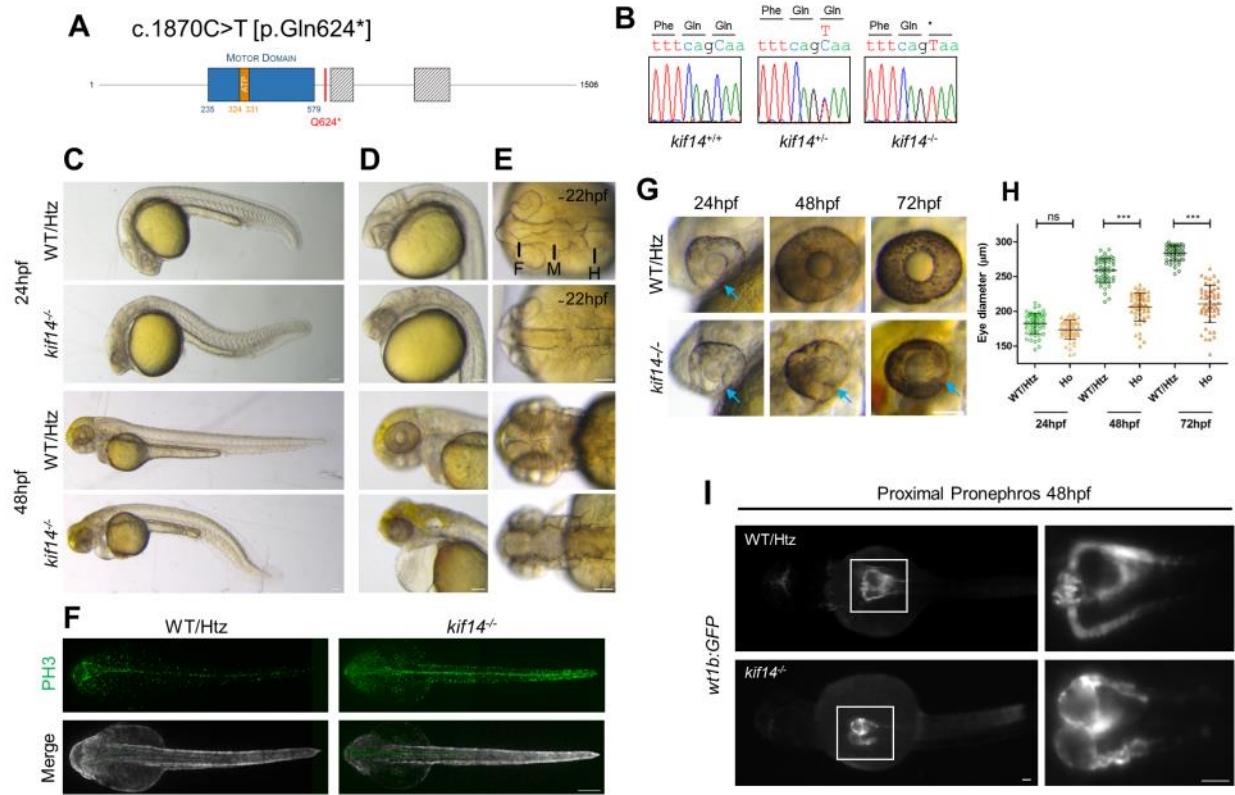 A
c.1870C>T [p.Gln624*]
MOTOR DOMAIN
ATP
1
1506
235
324
331
579
Q624*
B
Phe Gln Gln
tttcagCaa
kif14+/+
Phe Gln Gln
T
tttcagCaa
kif14+/-
Phe Gln *
tttcagTaa
kif14-/-
C
D
E
24hpf
WT/Htz
kif14-/-
48hpf
WT/Htz
kif14-/-
~22hpf
F M H
~22hpf
F
WT/Htz
kif14-/-
PH3
Merge
G
24hpf 48hpf 72hpf
WT/Htz
kif14-/-
H
ns
***
***
Eye diameter (µm)
300
250
200
150
WT/Htz
Ho
WT/Htz
Ho
WT/Htz
Ho
24hpf
48hpf
72hpf
I
Proximal Pronephros 48hpf
wt1b:GFP
WT/Htz
kif14-/-